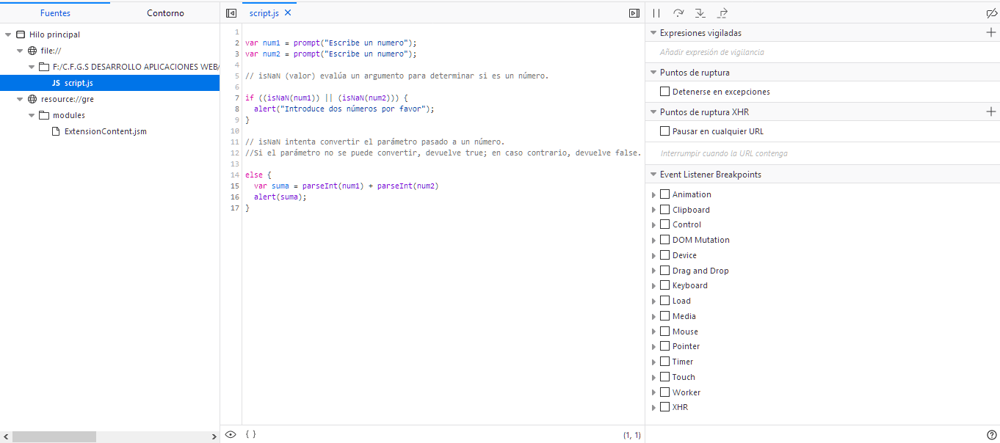 Fuentes
Contorno
Hilo principal
file://
F:/C.F.G.S DESARROLLO APLICACIONES WEB/
JS script.js
resource://gre
modules
ExtensionContent.jsm
script.js
1
2 var num1 = prompt("Escribe un numero");
3 var num2 = prompt("Escribe un numero");
4
5 // isNaN (valor) evalúa un argumento para determinar si es un número.
6
7 if ((isNaN(num1)) || (isNaN(num2))) {
8 alert("Introduce dos números por favor");
9 }
10
11 // isNaN intenta convertir el parámetro pasado a un número.
12 //Si el parámetro no se puede convertir, devuelve true; en caso contrario, devuelve false.
13
14 else {
15 var suma = parseInt(num1) + parseInt(num2)
16 alert(suma);
17 }
{ }
(1, 1)
Expresiones vigiladas
Añadir expresión de vigilancia
Puntos de ruptura
Detenerse en excepciones
Puntos de ruptura XHR
Pausar en cualquier URL
Interrumpir cuando la URL contenga
Event Listener Breakpoints
Animation
Clipboard
Control
DOM Mutation
Device
Drag and Drop
Keyboard
Load
Media
Mouse
Pointer
Timer
Touch
Worker
XHR